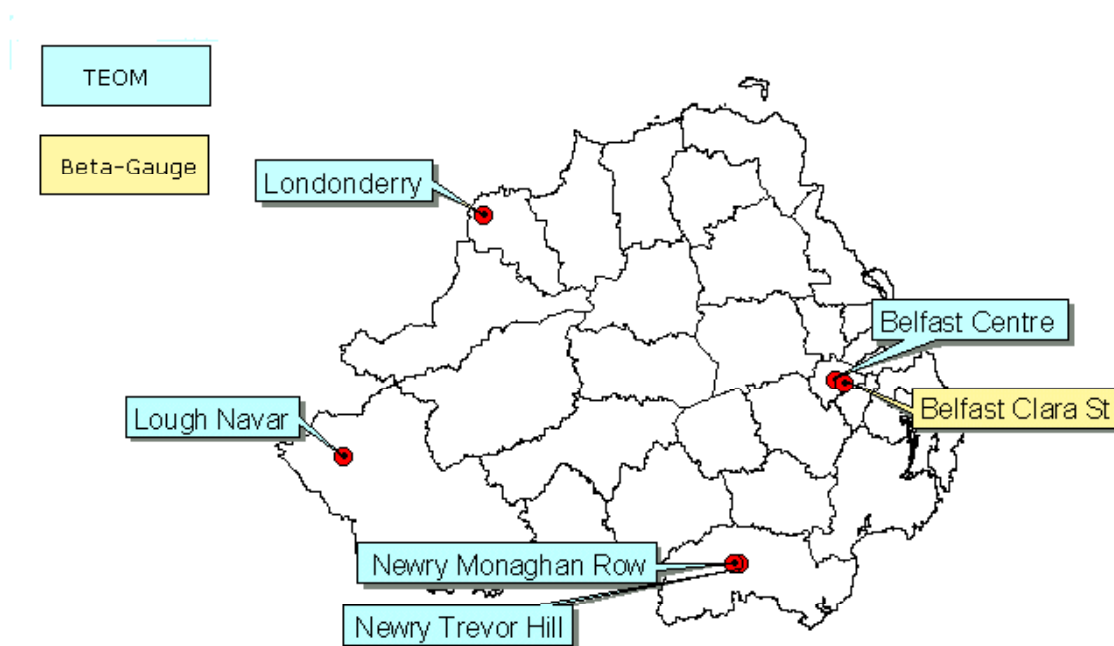 TEOM
Beta-Gauge
Londonderry
Belfast Centre
Belfast Clara St
Lough Navar
Newry Monaghan Row
Newry Trevor Hill